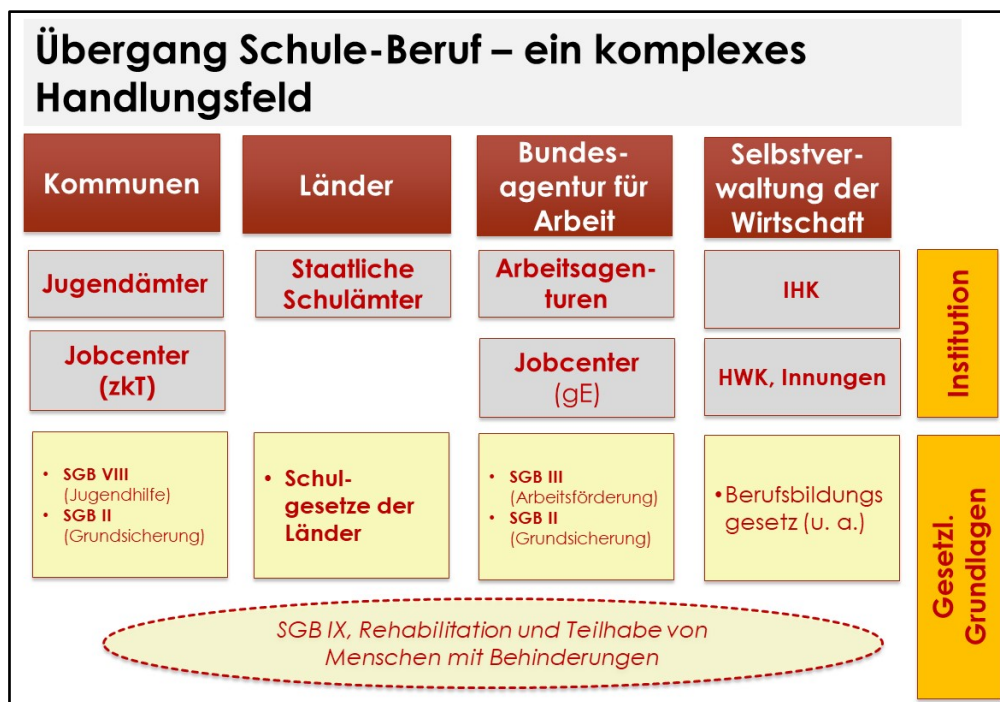 Übergang Schule-Beruf – ein komplexes
Handlungsfeld
Kommunen
Länder
Bundes-
agentur für
Arbeit
Selbstver-
waltung der
Wirtschaft
Jugendämter
Staatliche
Schulämter
Arbeitsagen-
turen
IHK
Institution
Jobcenter
(zkT)
Jobcenter
(gE)
HWK, Innungen
• SGB VIII
(Jugendhilfe)
• SGB II
(Grundsicherung)
• Schul-
gesetze der
Länder
• SGB III
(Arbeitsförderung)
• SGB II
(Grundsicherung)
•Berufsbildungs
gesetz (u. a.)
Gesetzl.
Grundlagen
SGB IX, Rehabilitation und Teilhabe von
Menschen mit Behinderungen